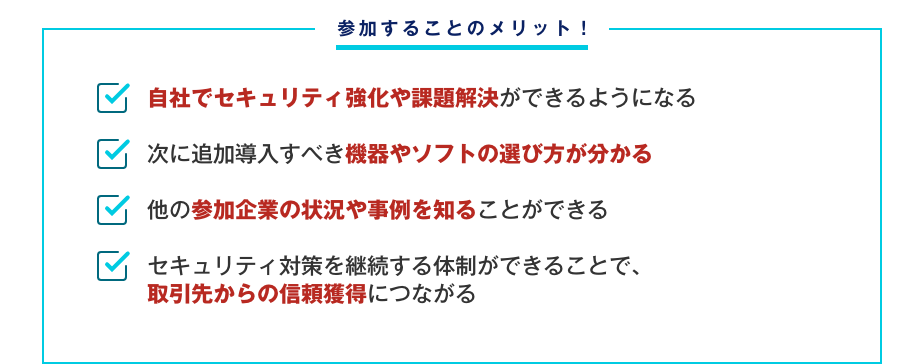 参加することのメリット！
自社でセキュリティ強化や課題解決ができるようになる
次に追加導入すべき機器やソフトの選び方が分かる
他の参加企業の状況や事例を知ることができる
セキュリティ対策を継続する体制ができることで、
取引先からの信頼獲得につながる